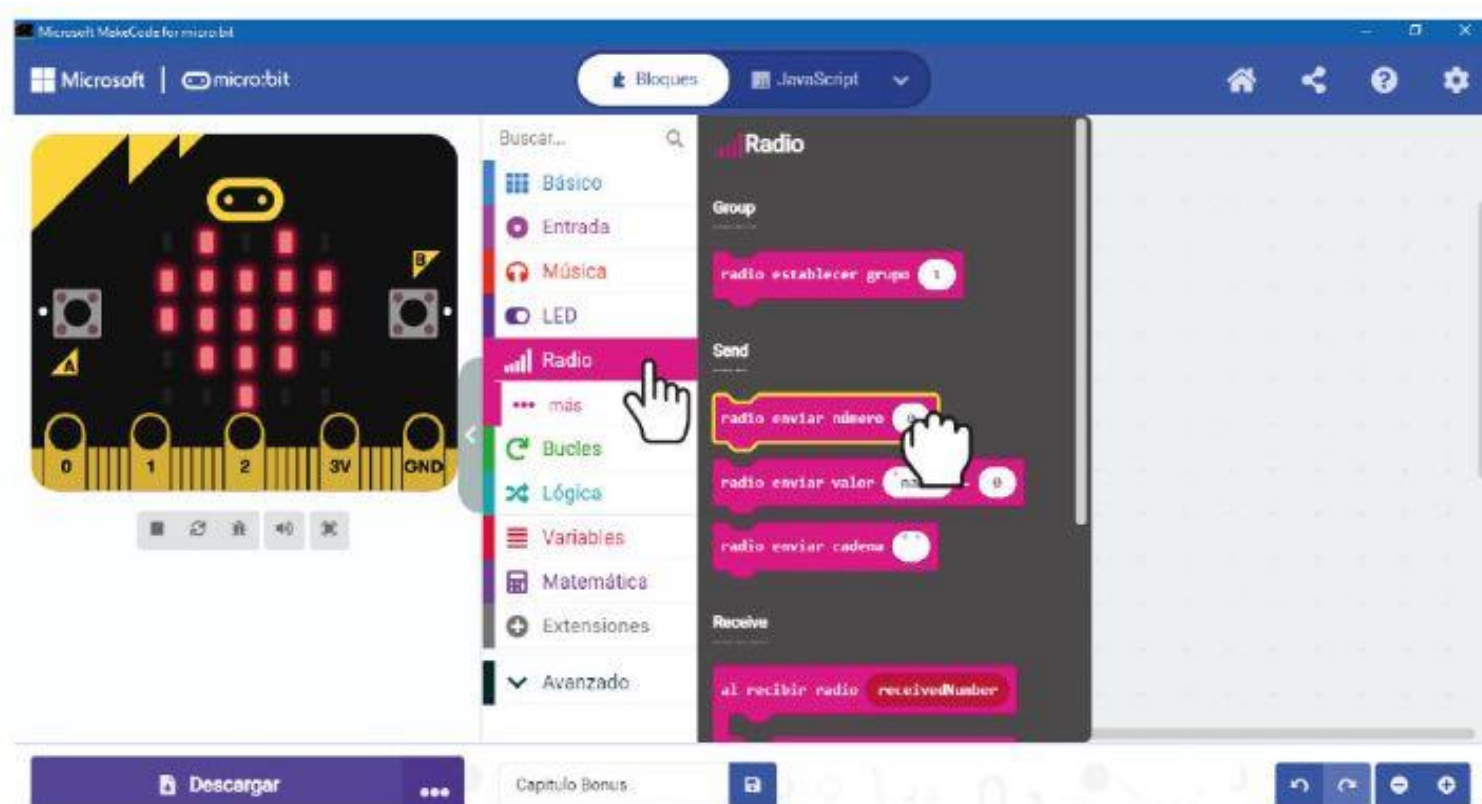 Microsoft MakeCode for micro:bit
Microsoft | micro:bit
Bloques
JavaScript
Buscar...
Básico
Entrada
Música
LED
Radio
más
Bucles
Lógica
Variables
Matemática
Extensiones
Avanzado
Radio
Group
radio establecer grupo 1
Send
radio enviar número 0
radio enviar valor = 0
radio enviar cadena " "
Receive
al recibir radio receivedNumber
B
A
0 1 2 3V GND
Descargar
Capitulo Bonus